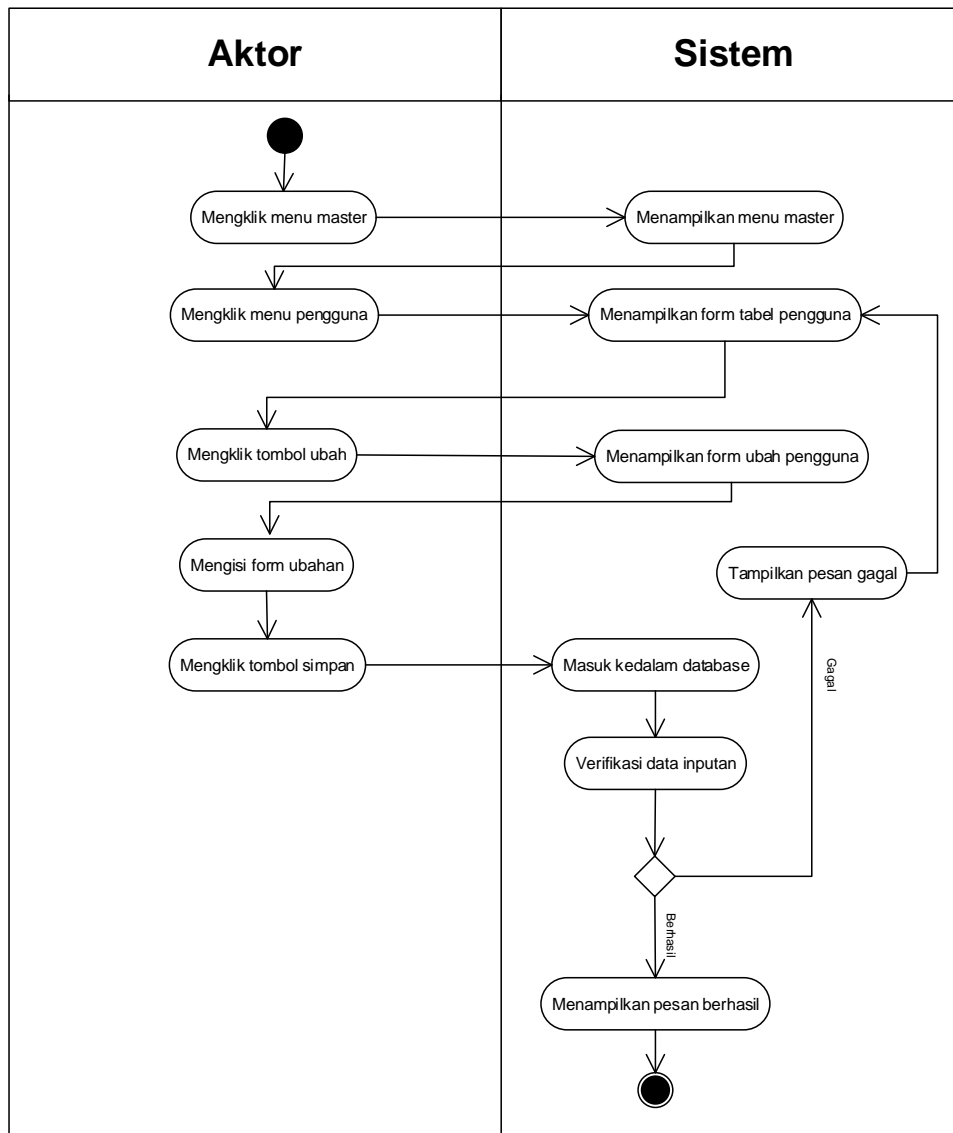 Aktor
Sistem
Mengklik menu master
Menampilkan menu master
Mengklik menu pengguna
Menampilkan form tabel pengguna
Mengklik tombol ubah
Menampilkan form ubah pengguna
Mengisi form ubahan
Tampilkan pesan gagal
Mengklik tombol simpan
Masuk kedalam database
Gagal
Verifikasi data inputan
Berhasil
Menampilkan pesan berhasil